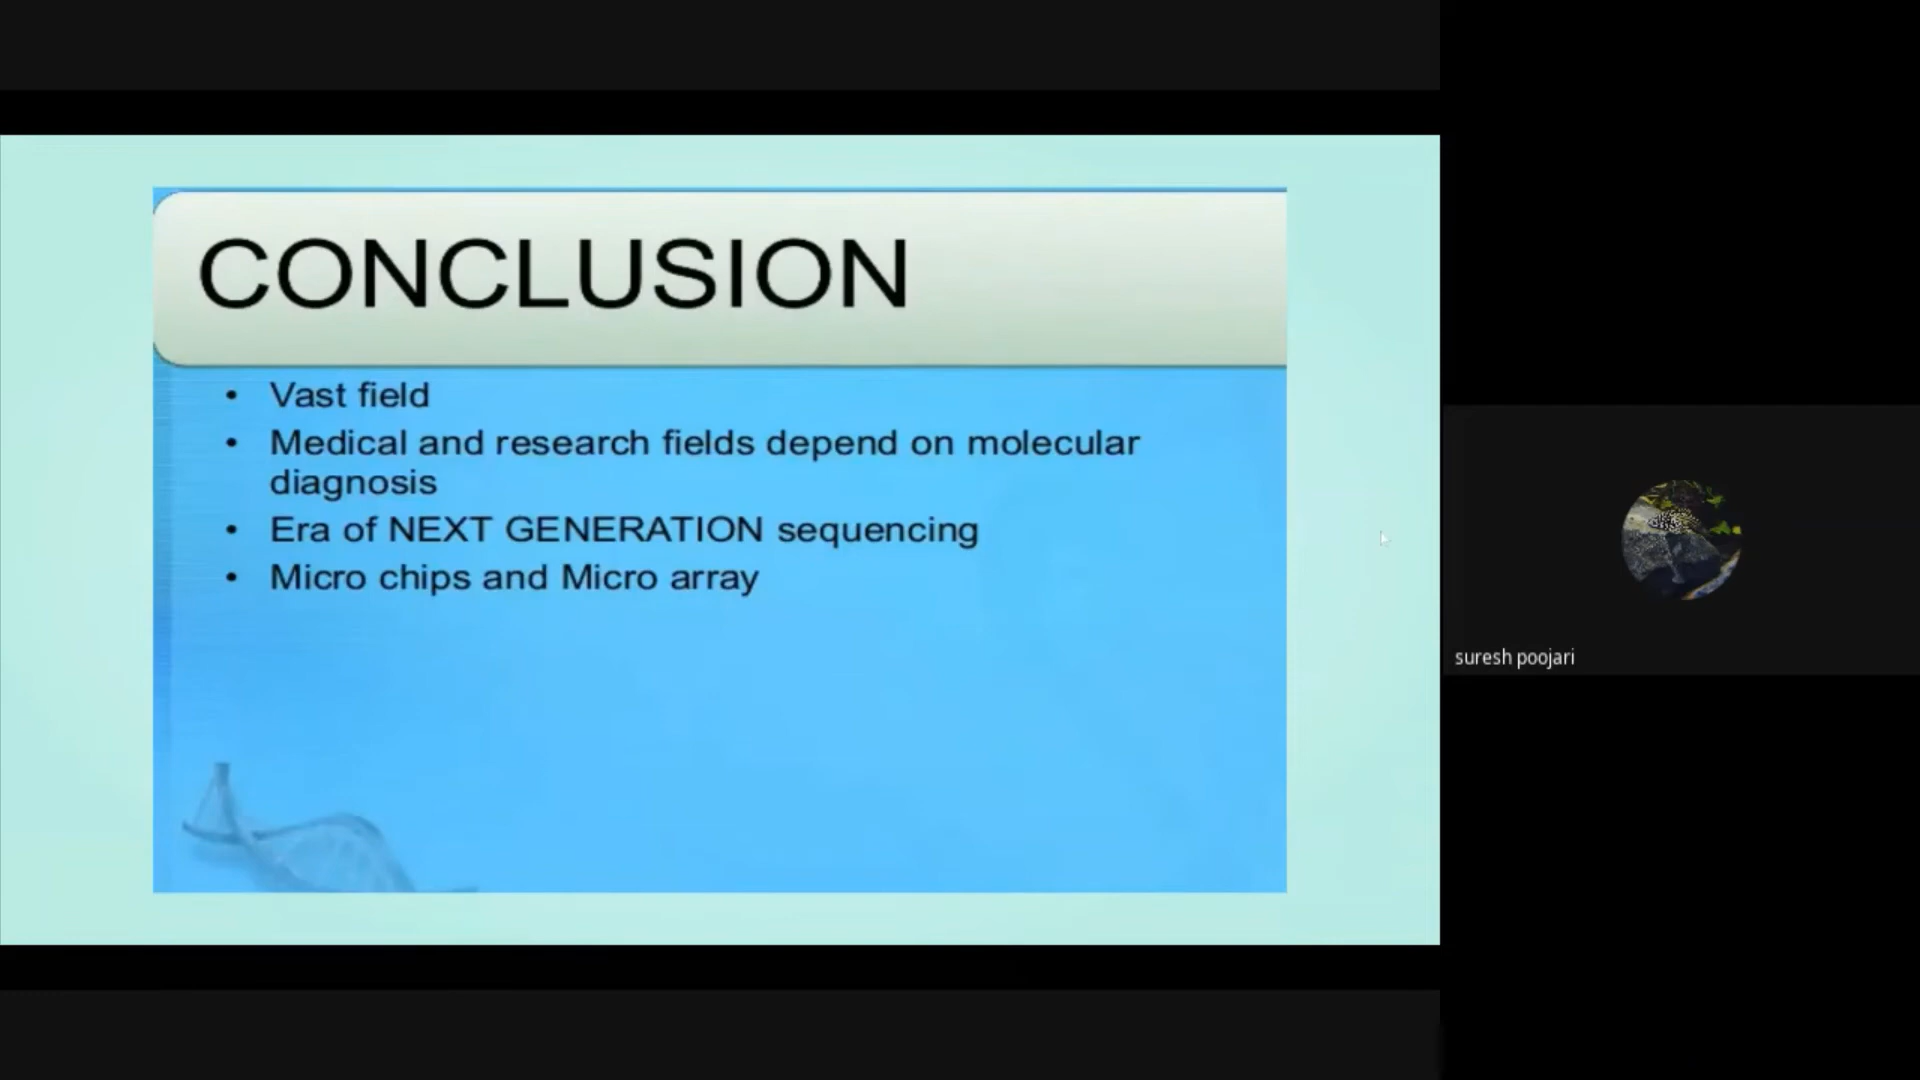 CONCLUSION
• Vast field
• Medical and research fields depend on molecular
diagnosis
• Era of NEXT GENERATION sequencing
• Micro chips and Micro array
suresh poojari